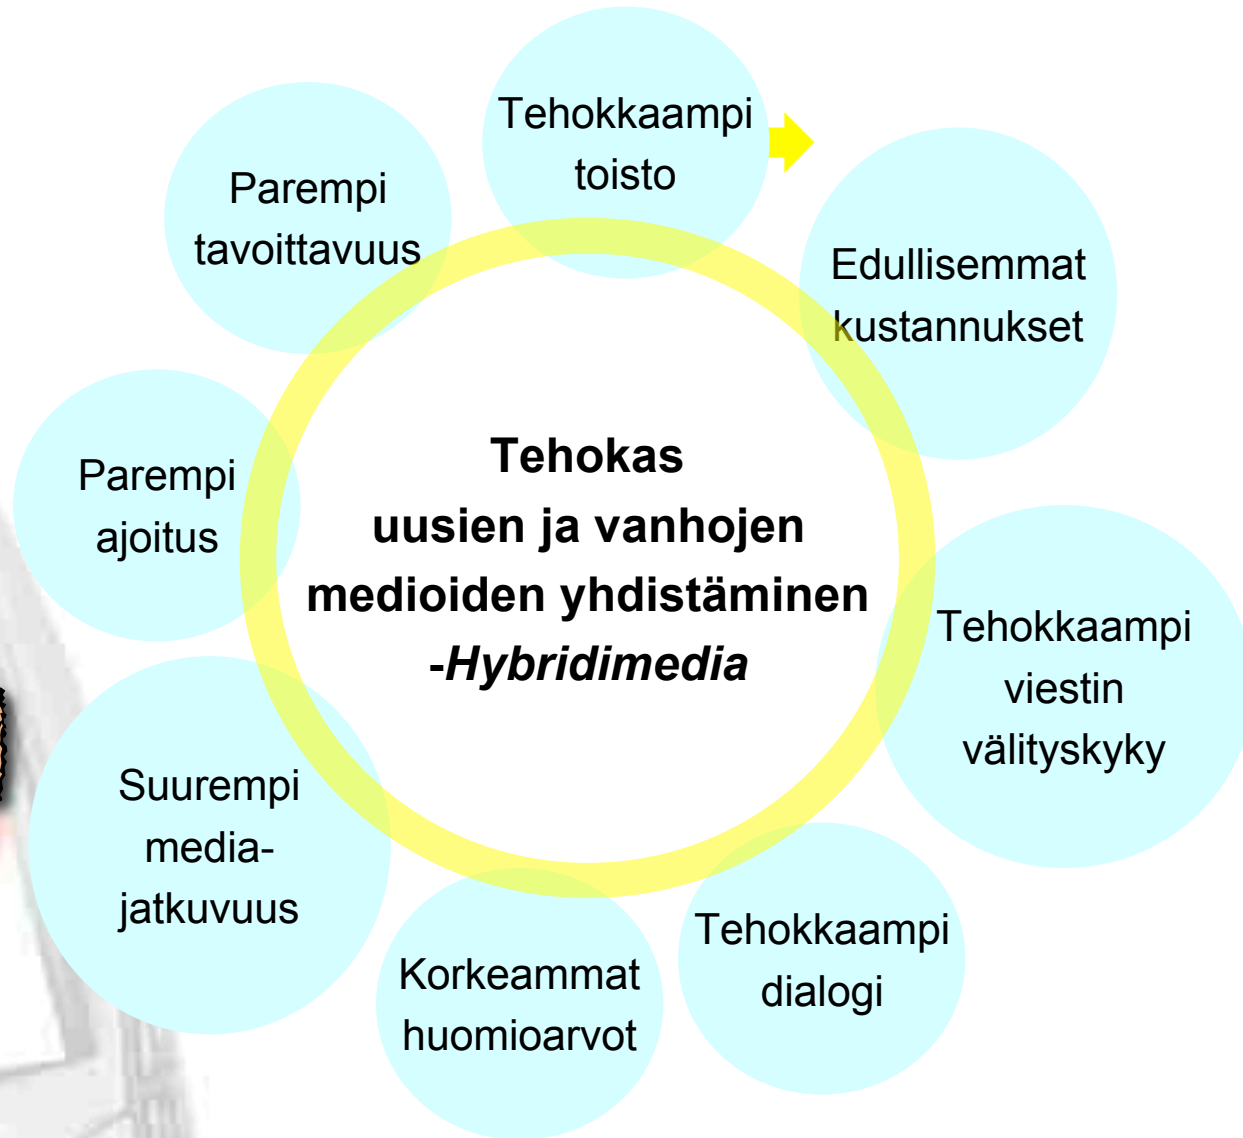 Tehokkaampi
toisto
Parempi
tavoittavuus
Edullisemmat
kustannukset
Parempi
ajoitus
Tehokas
uusien ja vanhojen
medioiden yhdistäminen
-Hybridimedia
Tehokkaampi
viestin
välityskyky
Suurempi
media-
jatkuvuus
Tehokkaampi
dialogi
Korkeammat
huomioarvot